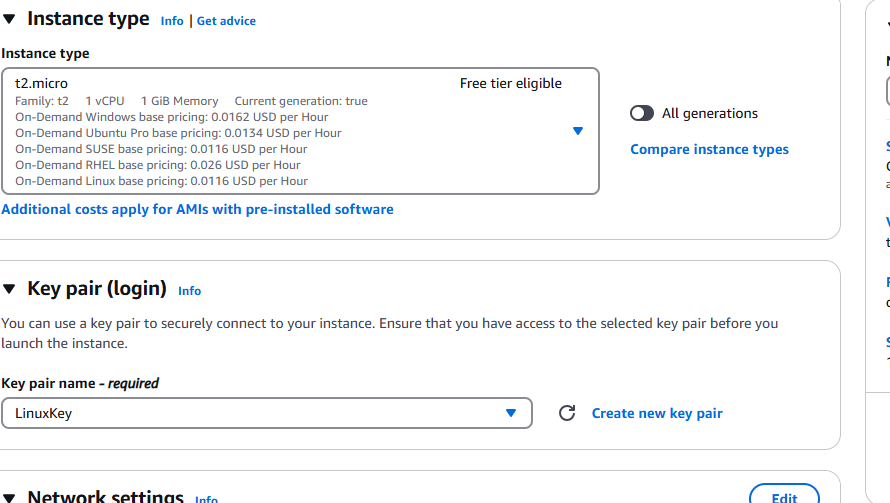 Instance type Info | Get advice
Instance type
t2.micro Free tier eligible
Family: t2 1 vCPU 1 GiB Memory Current generation: true
On-Demand Windows base pricing: 0.0162 USD per Hour
On-Demand Ubuntu Pro base pricing: 0.0134 USD per Hour
On-Demand SUSE base pricing: 0.0116 USD per Hour
On-Demand RHEL base pricing: 0.026 USD per Hour
On-Demand Linux base pricing: 0.0116 USD per Hour
All generations
Compare instance types
Additional costs apply for AMIs with pre-installed software
Key pair (login) Info
You can use a key pair to securely connect to your instance. Ensure that you have access to the selected key pair before you
launch the instance.
Key pair name - required
LinuxKey
Create new key pair
Network settings Info
Edit